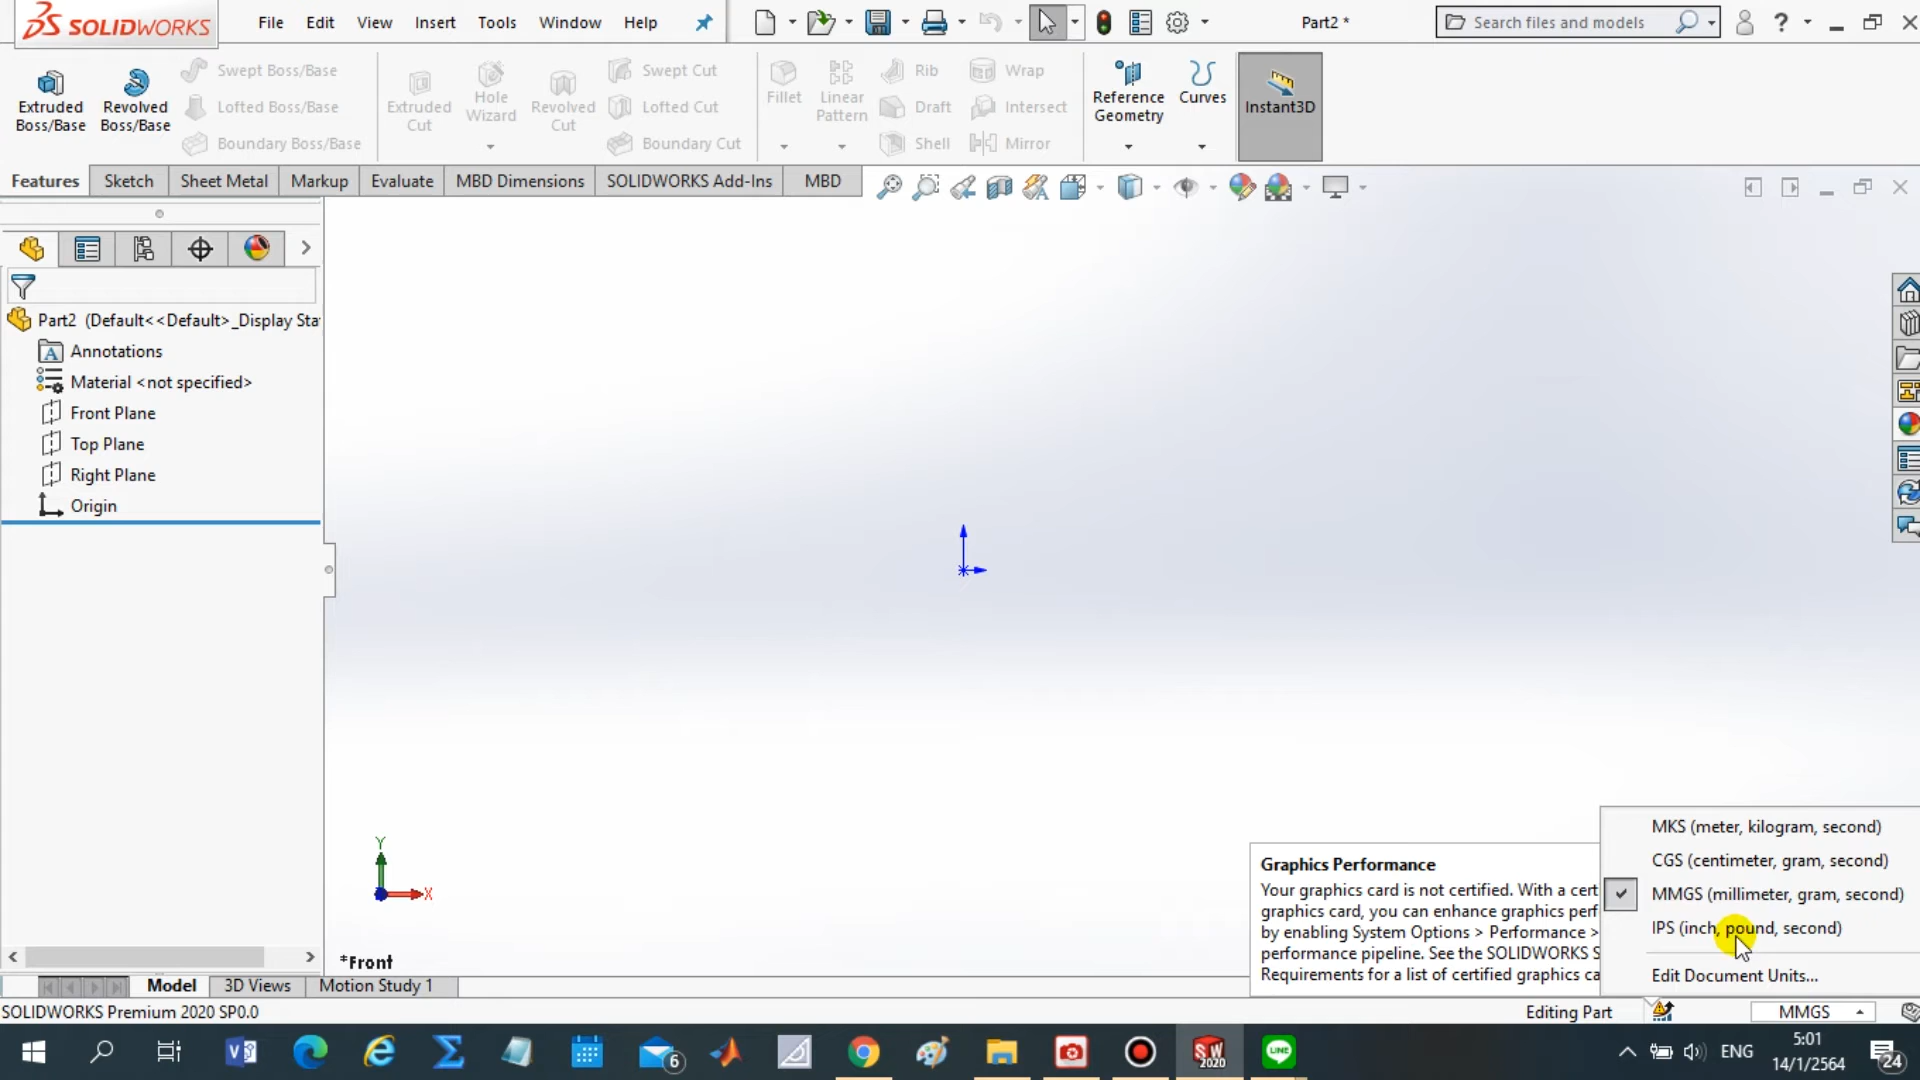 SOLIDWORKS
File Edit View Insert Tools Window Help
Part2 *
Search files and models
?
Extruded Boss/Base
Revolved Boss/Base
Swept Boss/Base
Lofted Boss/Base
Boundary Boss/Base
Extruded Cut
Hole Wizard
Revolved Cut
Swept Cut
Lofted Cut
Boundary Cut
Fillet
Linear Pattern
Rib
Draft
Shell
Wrap
Intersect
Mirror
Reference Geometry
Curves
Instant3D
Features Sketch Sheet Metal Markup Evaluate MBD Dimensions SOLIDWORKS Add-Ins MBD
Part2 (Default<<Default>_Display Sta
Annotations
Material <not specified>
Front Plane
Top Plane
Right Plane
Origin
Y
X
*Front
Graphics Performance
Your graphics card is not certified. With a cert
graphics card, you can enhance graphics perf
by enabling System Options > Performance >
performance pipeline. See the SOLIDWORKS S
Requirements for a list of certified graphics ca
MKS (meter, kilogram, second)
CGS (centimeter, gram, second)
MMGS (millimeter, gram, second)
IPS (inch, pound, second)
Edit Document Units...
Model 3D Views Motion Study 1
SOLIDWORKS Premium 2020 SP0.0
Editing Part
MMGS
6
SW
2020
LINE
ENG
5:01
14/1/2564
24